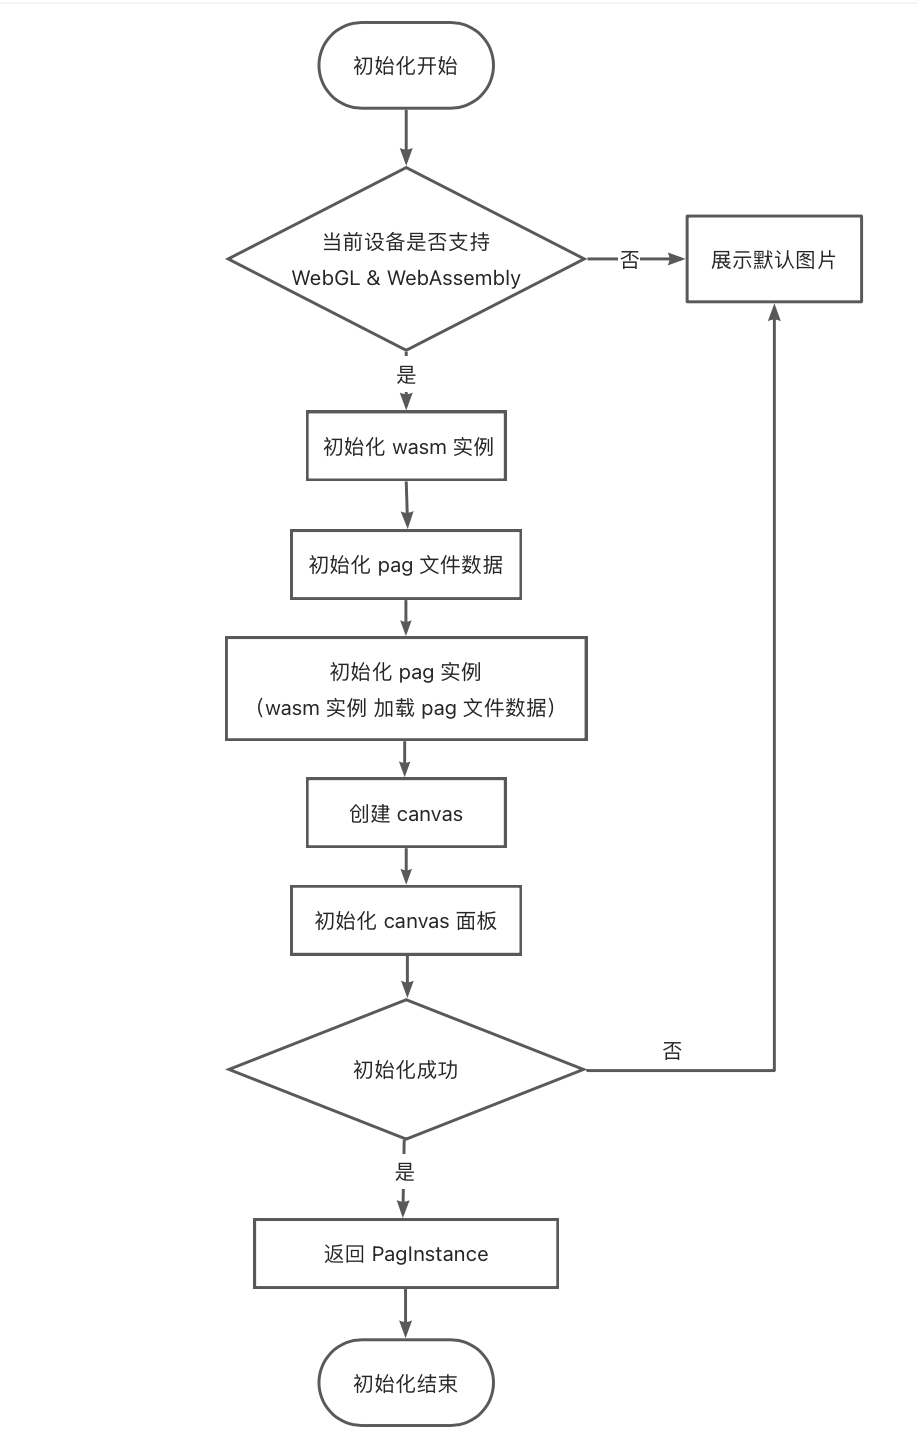 初始化开始
当前设备是否支持
WebGL & WebAssembly
否
展示默认图片
是
初始化 wasm 实例
初始化 pag 文件数据
初始化 pag 实例
（wasm 实例 加载 pag 文件数据）
创建 canvas
初始化 canvas 面板
初始化成功
否
是
返回 PagInstance
初始化结束